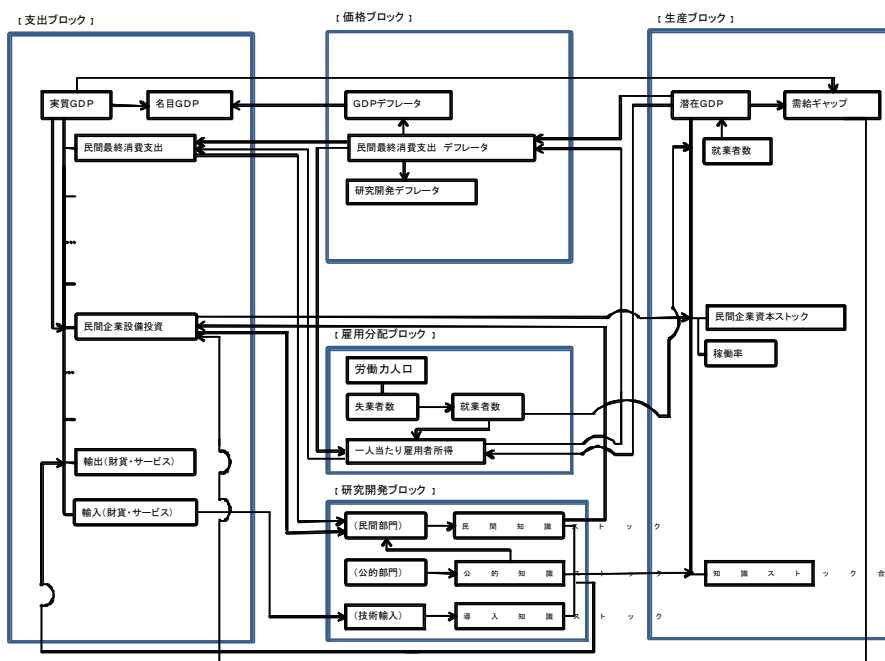 [ 支出ブロック ]
[ 価格ブロック ]
[ 生産ブロック ]
実質GDP
名目GDP
GDPデフレータ
潜在GDP
需給ギャップ
民間最終消費支出
民間最終消費支出 デフレータ
就業者数
研究開発デフレータ
民間企業設備投資
民間企業資本ストック
[ 雇用分配ブロック ]
稼働率
労働力人口
失業者数
就業者数
一人当たり雇用者所得
輸出(財貨・サービス)
[ 研究開発ブロック ]
輸入(財貨・サービス)
(民間部門)
民間知識ストック
(公的部門)
公的知識ストック
知識ストック合
(技術輸入)
導入知識ストック